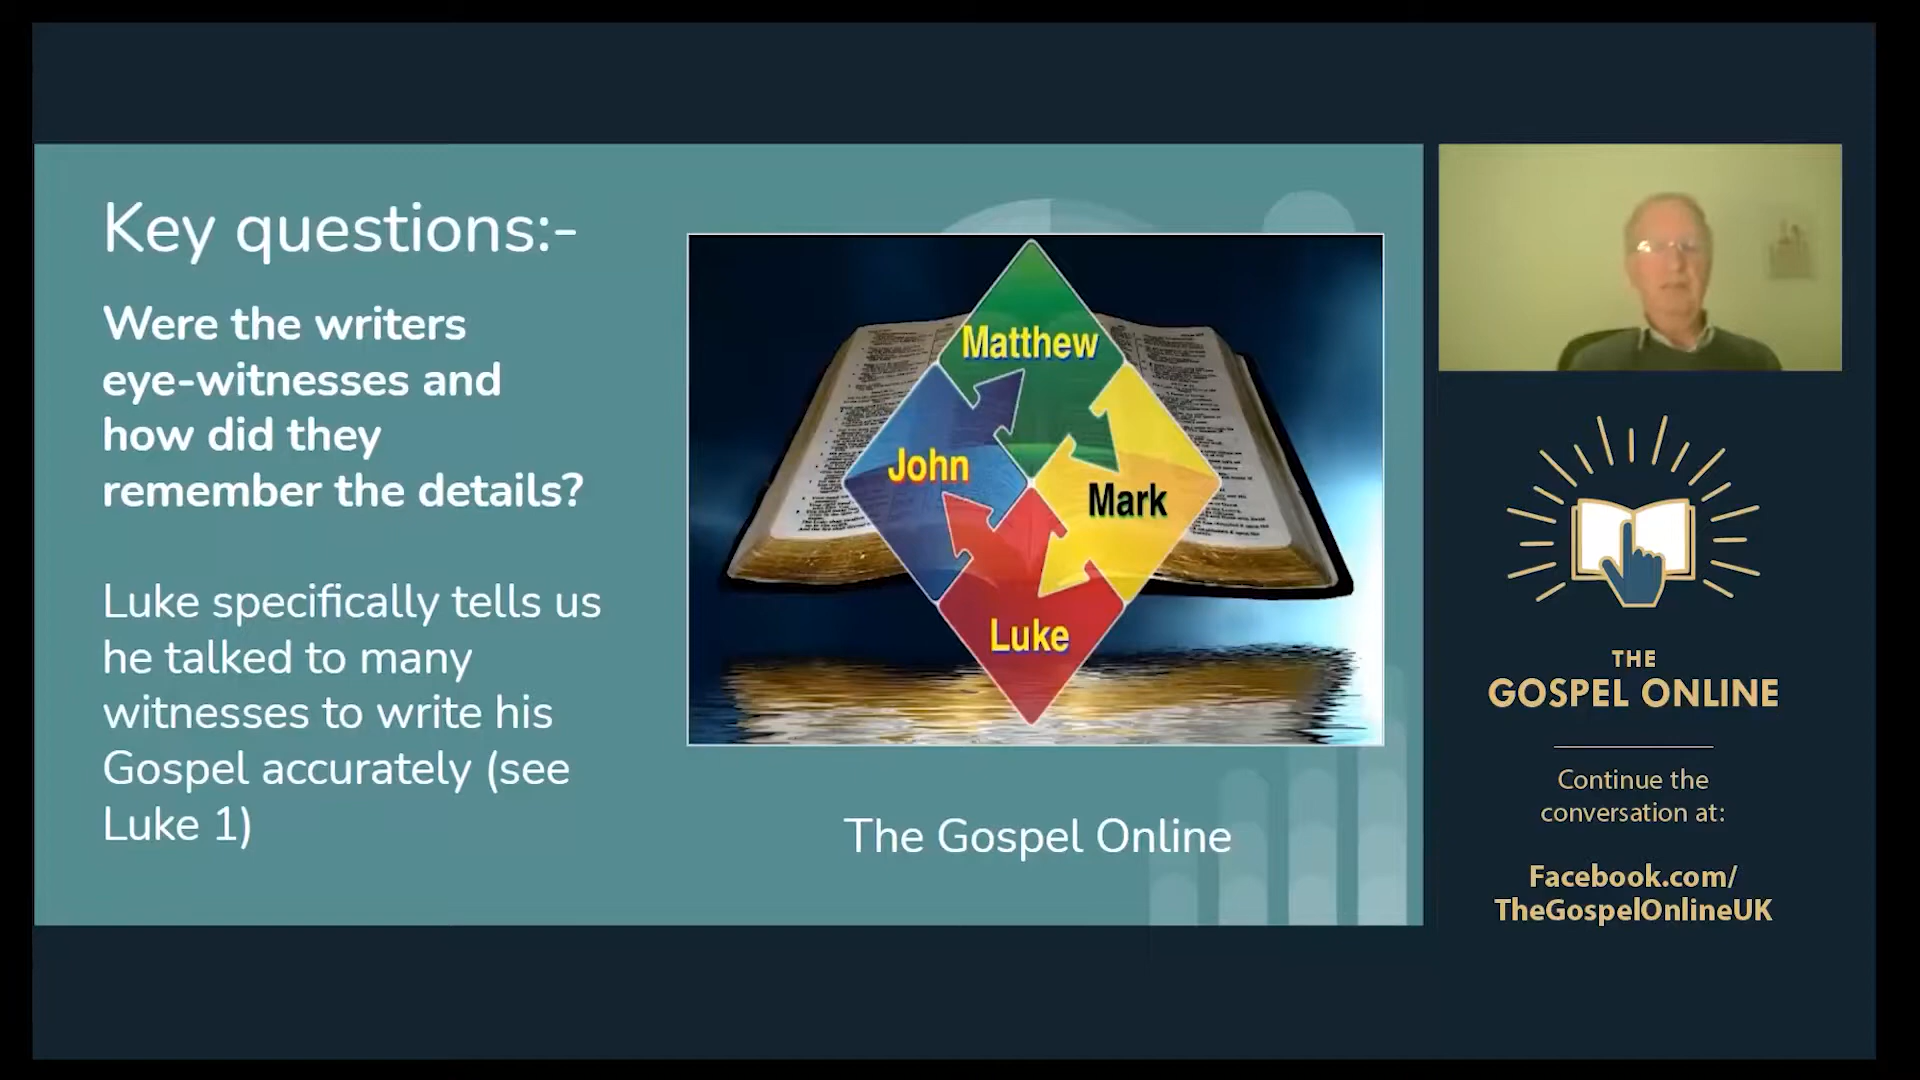 Key questions:-
Were the writers
eye-witnesses and
how did they
remember the details?
Luke specifically tells us
he talked to many
witnesses to write his
Gospel accurately (see
Luke 1)
Matthew
John
Mark
Luke
The Gospel Online
THE
GOSPEL ONLINE
Continue the
conversation at:
Facebook.com/
TheGospelOnlineUK